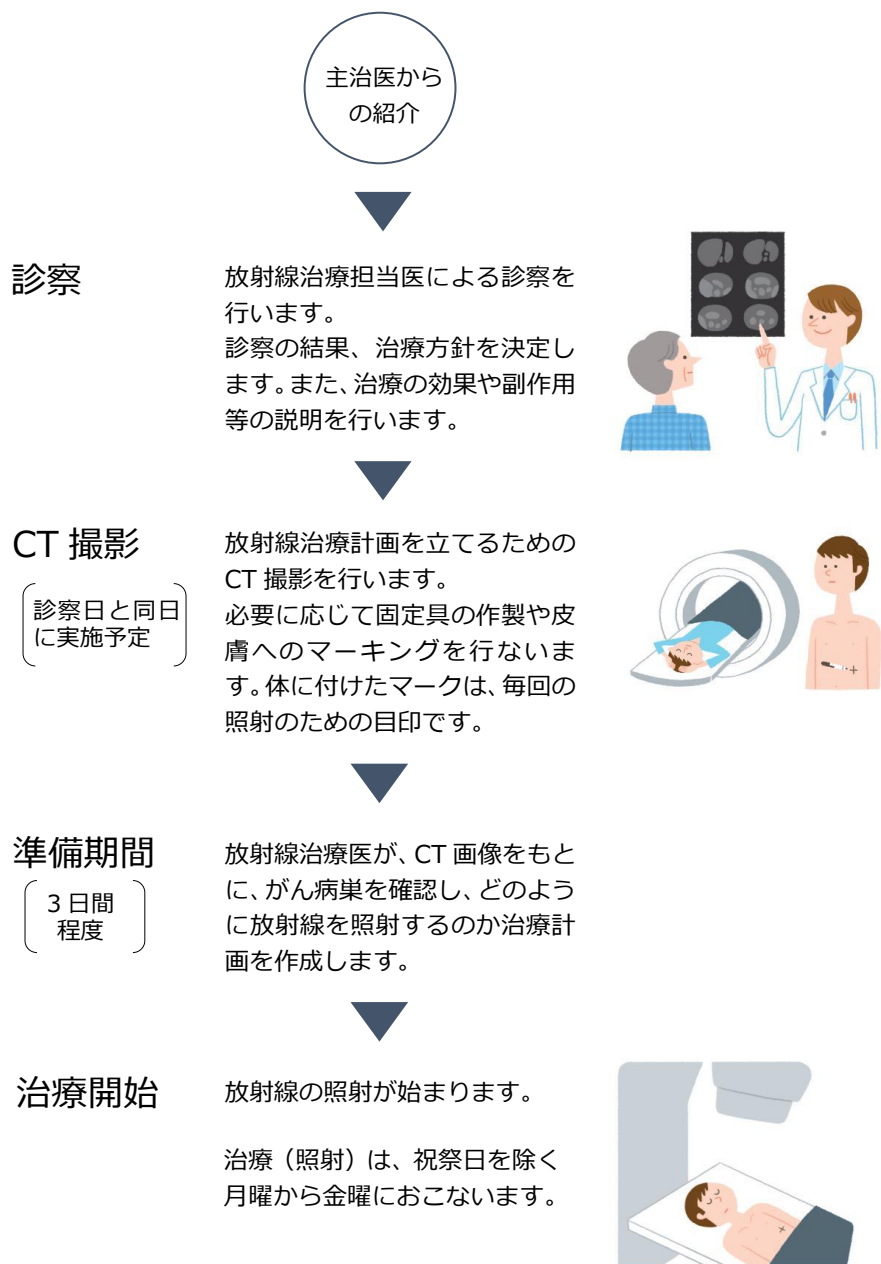 主治医から
の紹介
診察
放射線治療担当医による診察を
行います。
診察の結果、治療方針を決定し
ます。また、治療の効果や副作用
等の説明を行います。
CT 撮影
診察日と同日
に実施予定
放射線治療計画を立てるための
CT 撮影を行います。
必要に応じて固定具の作製や皮
膚へのマーキングを行ないま
す。体に付けたマークは、毎回の
照射のための目印です。
準備期間
3 日間
程度
放射線治療医が、CT 画像をもと
に、がん病巣を確認し、どのよう
に放射線を照射するのか治療計
画を作成します。
治療開始
放射線の照射が始まります。
治療（照射）は、祝祭日を除く
月曜から金曜におこないます。